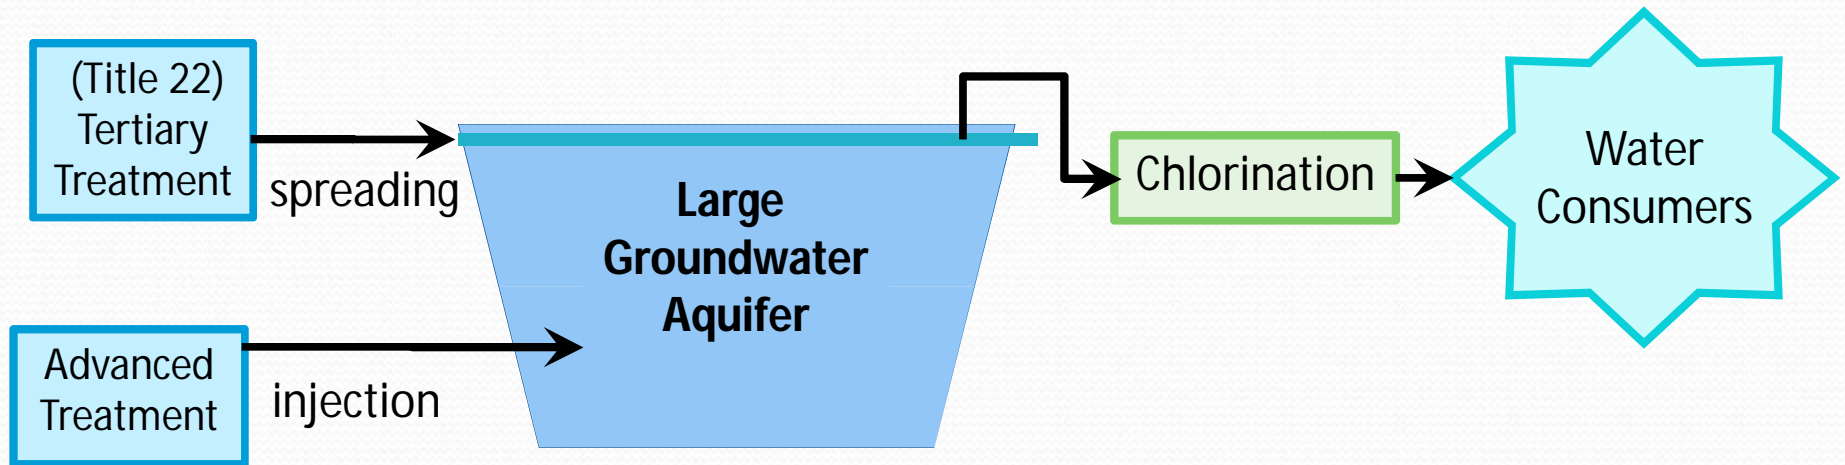 (Title 22)
Tertiary
Treatment
spreading
Advanced
Treatment
injection
Large
Groundwater
Aquifer
Chlorination
Water
Consumers